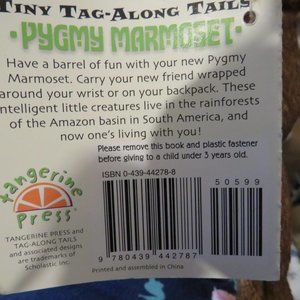 TINY TAG-ALONG TAILS
• PYGMY MARMOSET •
Have a barrel of fun with your new Pygmy
Marmoset. Carry your new friend wrapped
around your wrist or on your backpack. These
intelligent little creatures live in the rainforests
of the Amazon basin in South America, and
now one's living with you!
Please remove this book and plastic fastener
before giving to a child under 3 years old.
ISBN 0-439-44278-8
50599
tangerine
Press™
TANGERINE PRESS and
TAG-ALONG TAILS
and associated designs
are trademarks of
Scholastic Inc.
9 780439 442787
Printed and assembled in China